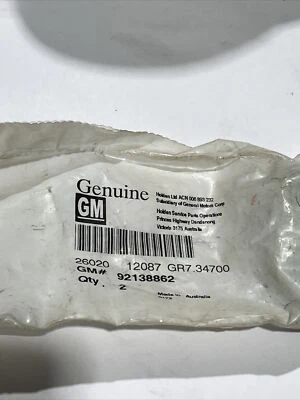 Genuine
GM
Holden Ltd ACN 006 893 232
Subsidiary of General Motors Corp
Holden Service Parts Operations
Princes Highway Dandenong
Victoria 3175 Australia
26020 12087 GR7.34700
GM# 92138862
Qty . 2
Made in Australia